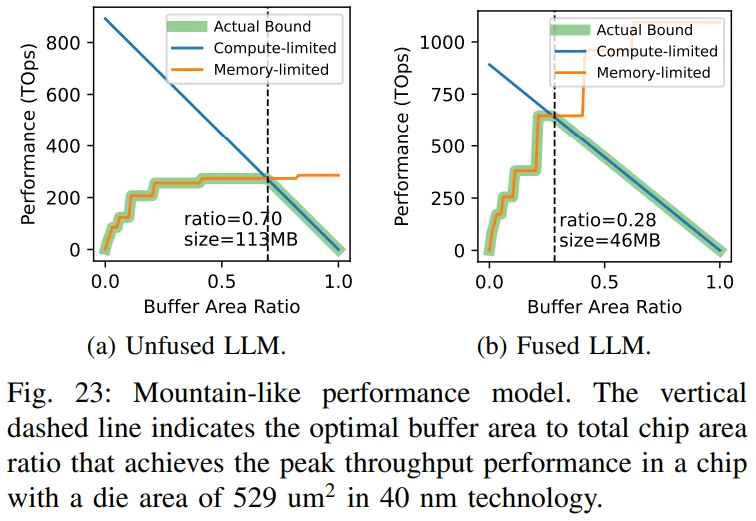 Performance (TOps)
800
600
400
200
0
Actual Bound
Compute-limited
Memory-limited
ratio=0.70
size=113MB
0.0
0.5
1.0
Buffer Area Ratio
(a) Unfused LLM.
Performance (TOps)
1000
750
500
250
0
Actual Bound
Compute-limited
Memory-limited
ratio=0.28
size=46MB
0.0
0.5
1.0
Buffer Area Ratio
(b) Fused LLM.
Fig. 23: Mountain-like performance model. The vertical
dashed line indicates the optimal buffer area to total chip area
ratio that achieves the peak throughput performance in a chip
with a die area of 529 um² in 40 nm technology.